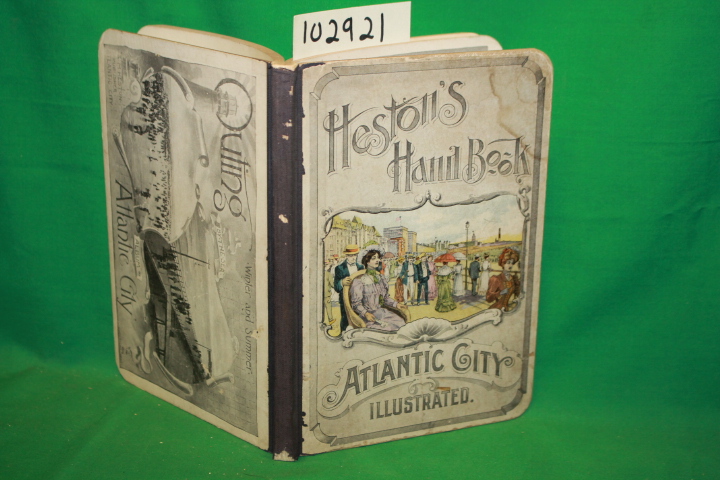 102921
Heston's
Hand Book
ATLANTIC CITY
ILLUSTRATED.
Outing
Atlantic City
Winter and Summer